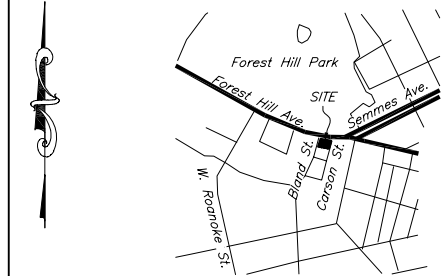 Forest Hill Park
Forest Hill Ave.
SITE
Semmes Ave.
Bland St.
Carson St.
W. Roanoke St.